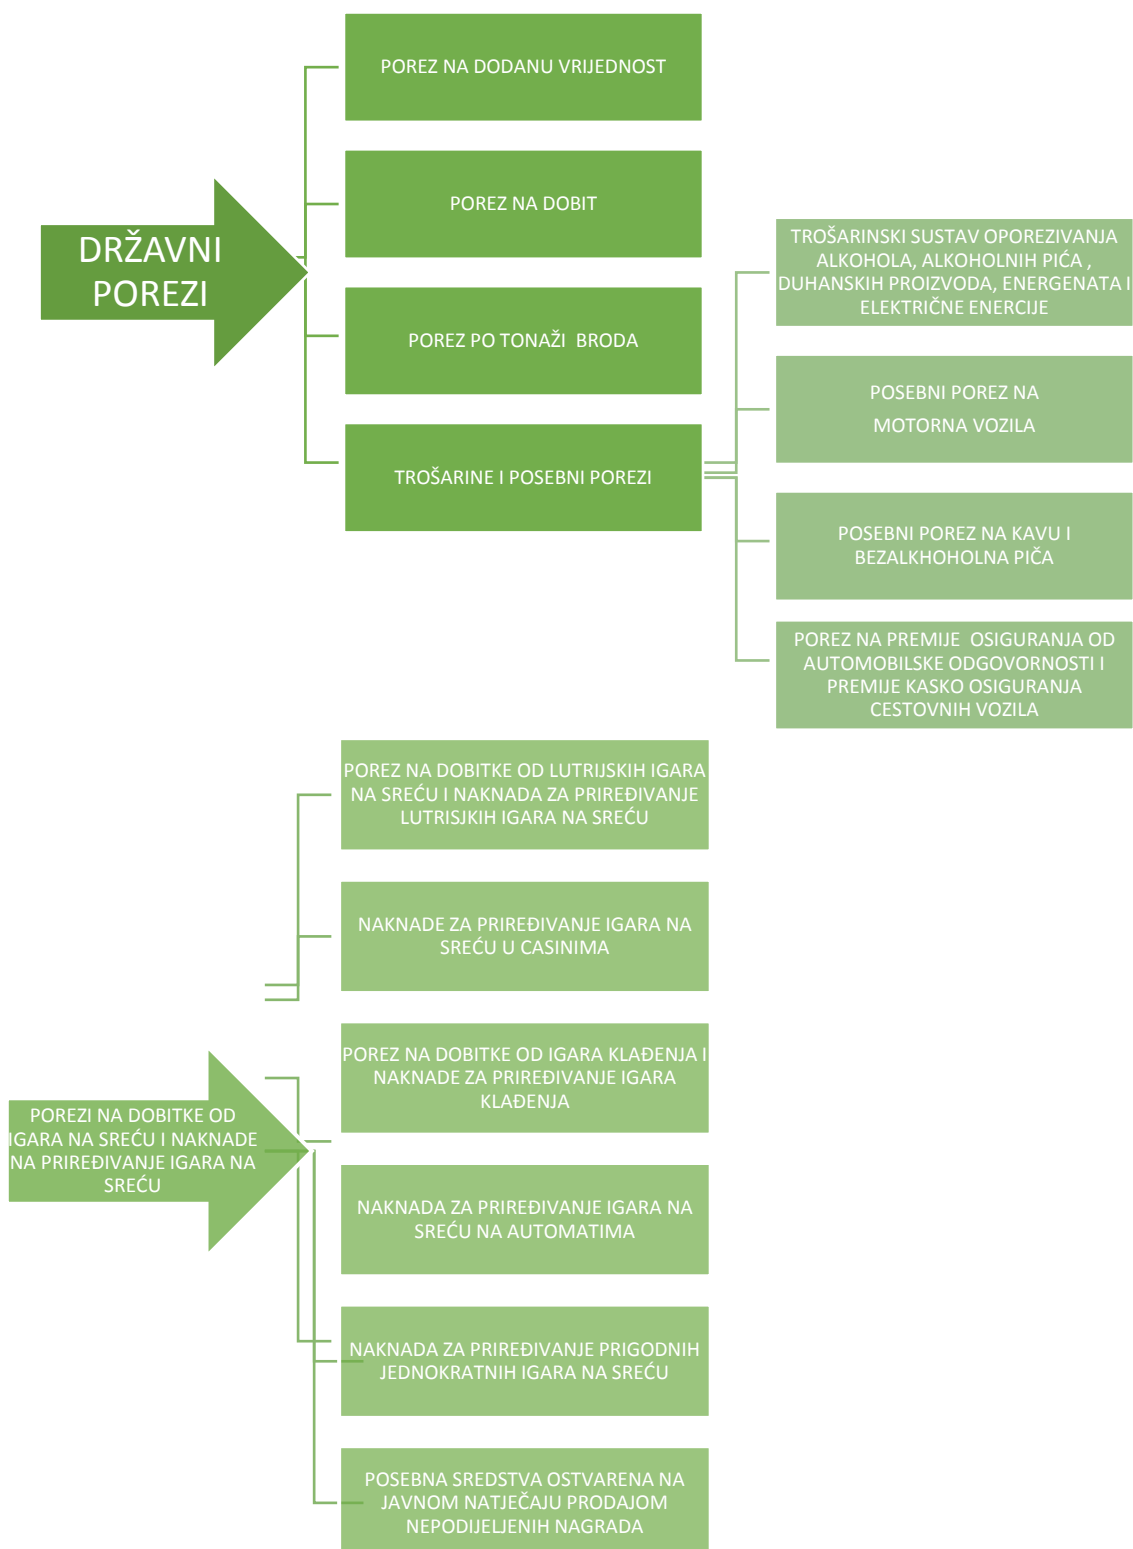 DRŽAVNI
POREZI
POREZ NA DODANU VRIJEDNOST
POREZ NA DOBIT
POREZ PO TONAŽI  BRODA
TROŠARINE I POSEBNI POREZI
TROŠARINSKI SUSTAV OPOREZIVANJA
ALKOHOLA, ALKOHOLNIH PIĆA ,
DUHANSKIH PROIZVODA, ENERGENATA I
ELEKTRIČNE ENERCIJE
POSEBNI POREZ NA
MOTORNA VOZILA
POSEBNI POREZ NA KAVU I
BEZALKHOHOLNA PIČA
POREZ NA PREMIJE  OSIGURANJA OD
AUTOMOBILSKE ODGOVORNOSTI I
PREMIJE KASKO OSIGURANJA
CESTOVNIH VOZILA
POREZI NA DOBITKE OD
IGARA NA SREĆU I NAKNADE
NA PRIREĐIVANJE IGARA NA
SREĆU
POREZ NA DOBITKE OD LUTRIJSKIH IGARA
NA SREĆU I NAKNADA ZA PRIREĐIVANJE
LUTRISJKIH IGARA NA SREĆU
NAKNADE ZA PRIREĐIVANJE IGARA NA
SREĆU U CASINIMA
POREZ NA DOBITKE OD IGARA KLAĐENJA I
NAKNADE ZA PRIREĐIVANJE IGARA
KLAĐENJA
NAKNADA ZA PRIREĐIVANJE IGARA NA
SREĆU NA AUTOMATIMA
NAKNADA ZA PRIREĐIVANJE PRIGODNIH
JEDNOKRATNIH IGARA NA SREĆU
POSEBNA SREDSTVA OSTVARENA NA
JAVNOM NATJEČAJU PRODAJOM
NEPODIJELJENIH NAGRADA